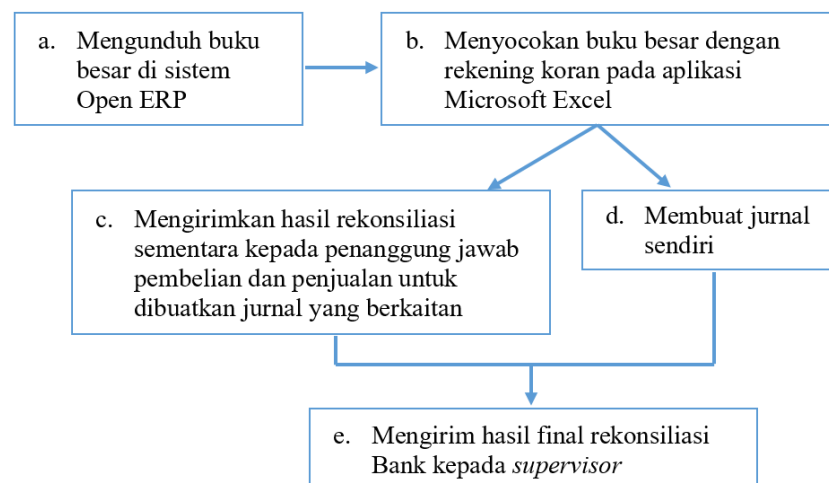 a. Mengunduh buku
besar di sistem
Open ERP
b. Menyocokan buku besar dengan
rekening koran pada aplikasi
Microsoft Excel
c. Mengirimkan hasil rekonsiliasi
sementara kepada penanggung jawab
pembelian dan penjualan untuk
dibuatkan jurnal yang berkaitan
d. Membuat jurnal
sendiri
e. Mengirim hasil final rekonsiliasi
Bank kepada supervisor